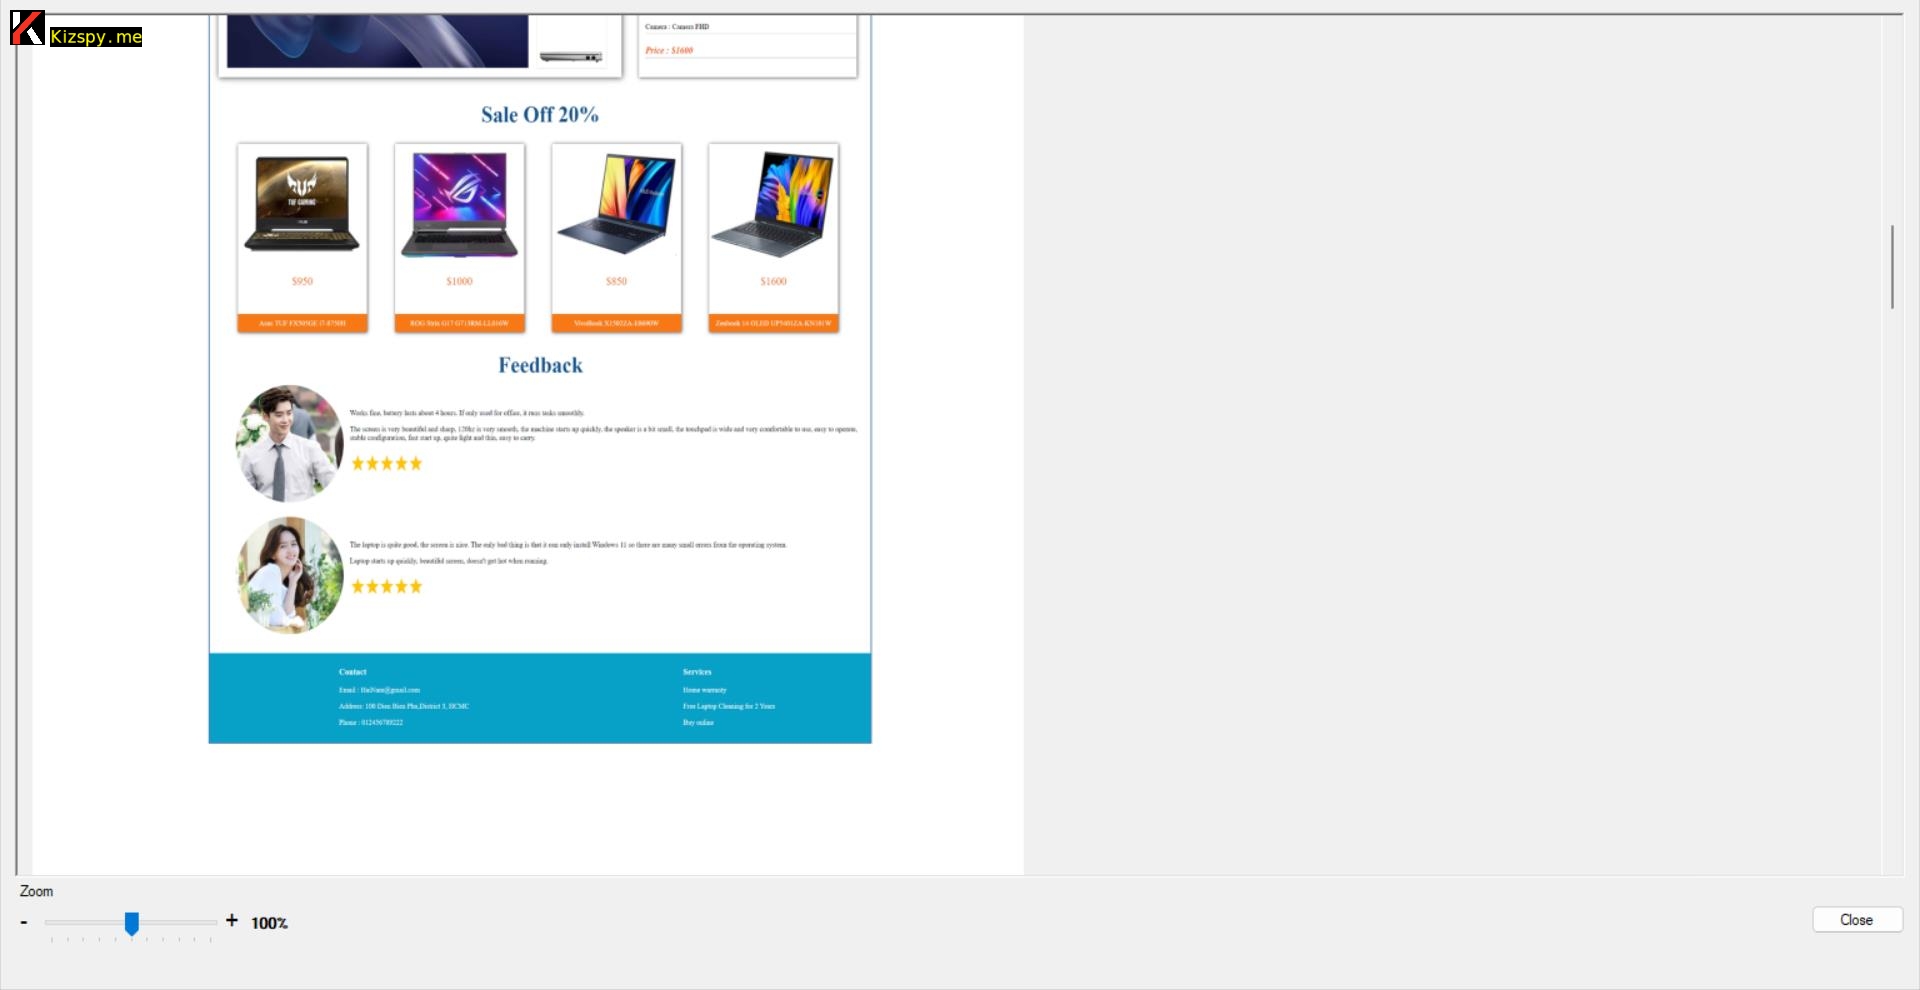 Kizspy.me
Camera : Camera FHD
Price : $1600
Sale Off 20%
TUF GAMING
$950
$1000
$850
$1600
Asus TUF FX505GE i7-8750H
ROG Strix G17 G713RM-LL016W
VivoBook X1502ZA-EJ
Zenbook 14 OLED UP5401ZA-KN101W
Feedback
Works fine, battery lasts about 4 hours. If only used for office, it runs tasks smoothly.
The screen is very beautiful and sharp, 120hz is very smooth, the machine starts up quickly, the speaker is a bit small, the touchpad is wide and very comfortable to use, easy to operate,
stable configuration, fast start up, quite light and thin, easy to carry.
The laptop is quite good, the screen is nice. The only bad thing is that it can only install Windows 11 so there are many small errors from the operating system.
Laptop starts up quickly, beautiful screen, doesn't get hot when running.
Contact
Services
Email : HaiNam@gmail.com
Home warranty
Address: 100 Dien Bien Phu,District 3, HCMC
Free Laptop Cleaning for 2 Years
Phone : 012456789222
Buy online
Zoom
- + 100%
Close